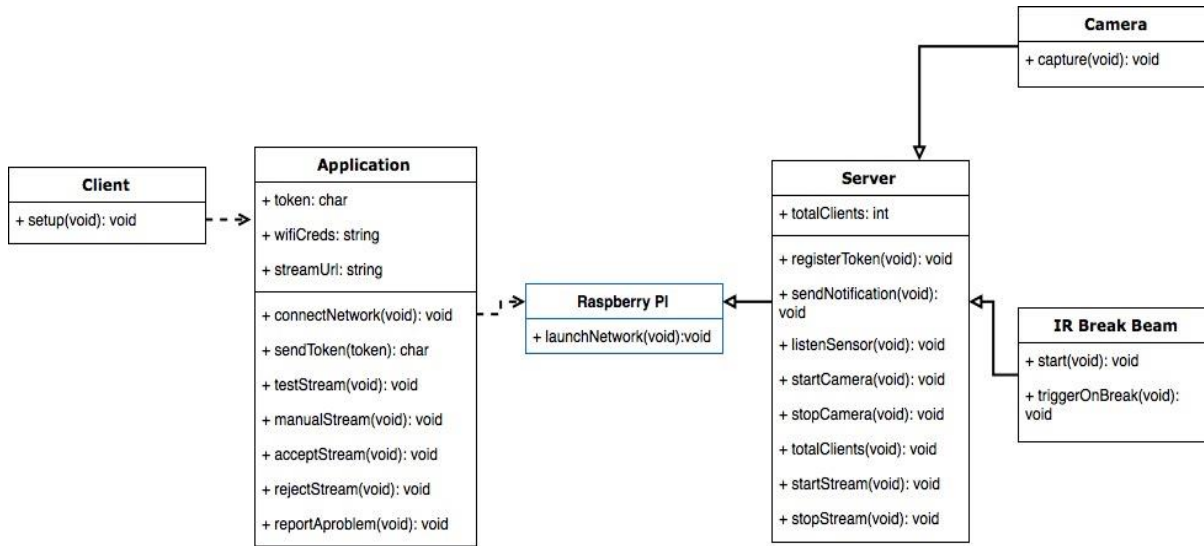 Camera
+ capture(void): void
Client
+ setup(void): void
Application
+ token: char
+ wifiCreds: string
+ streamUrl: string
+ connectNetwork(void): void
+ sendToken(token): char
+ testStream(void): void
+ manualStream(void): void
+ acceptStream(void): void
+ rejectStream(void): void
+ reportAproblem(void): void
Raspberry PI
+ launchNetwork(void):void
Server
+ totalClients: int
+ registerToken(void): void
+ sendNotification(void):
void
+ listenSensor(void): void
+ startCamera(void): void
+ stopCamera(void): void
+ totalClients(void): void
+ startStream(void): void
+ stopStream(void): void
IR Break Beam
+ start(void): void
+ triggerOnBreak(void):
void